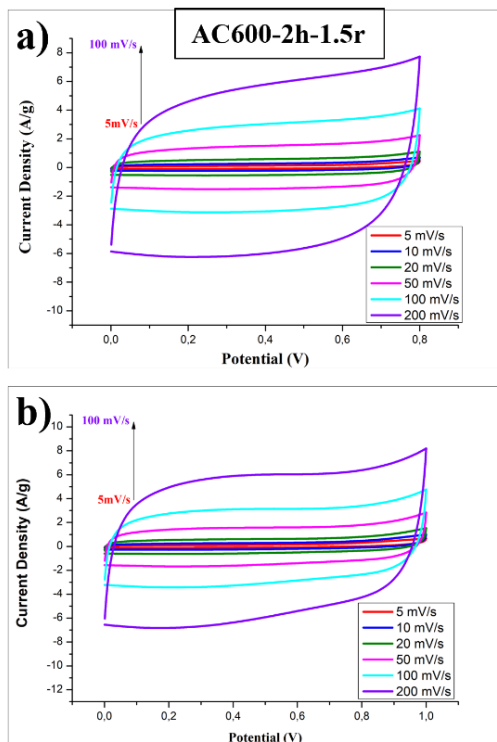 a)
AC600-2h-1.5r
100 mV/s
5mV/s
8
6
4
2
0
-2
-4
-6
-8
-10
Current Density (A/g)
0,0
0,2
0,4
0,6
0,8
Potential (V)
5 mV/s
10 mV/s
20 mV/s
50 mV/s
100 mV/s
200 mV/s
b)
100 mV/s
5mV/s
10
8
6
4
2
0
-2
-4
-6
-8
-10
-12
Current Density (A/g)
0,0
0,2
0,4
0,6
0,8
1,0
Potential (V)
5 mV/s
10 mV/s
20 mV/s
50 mV/s
100 mV/s
200 mV/s